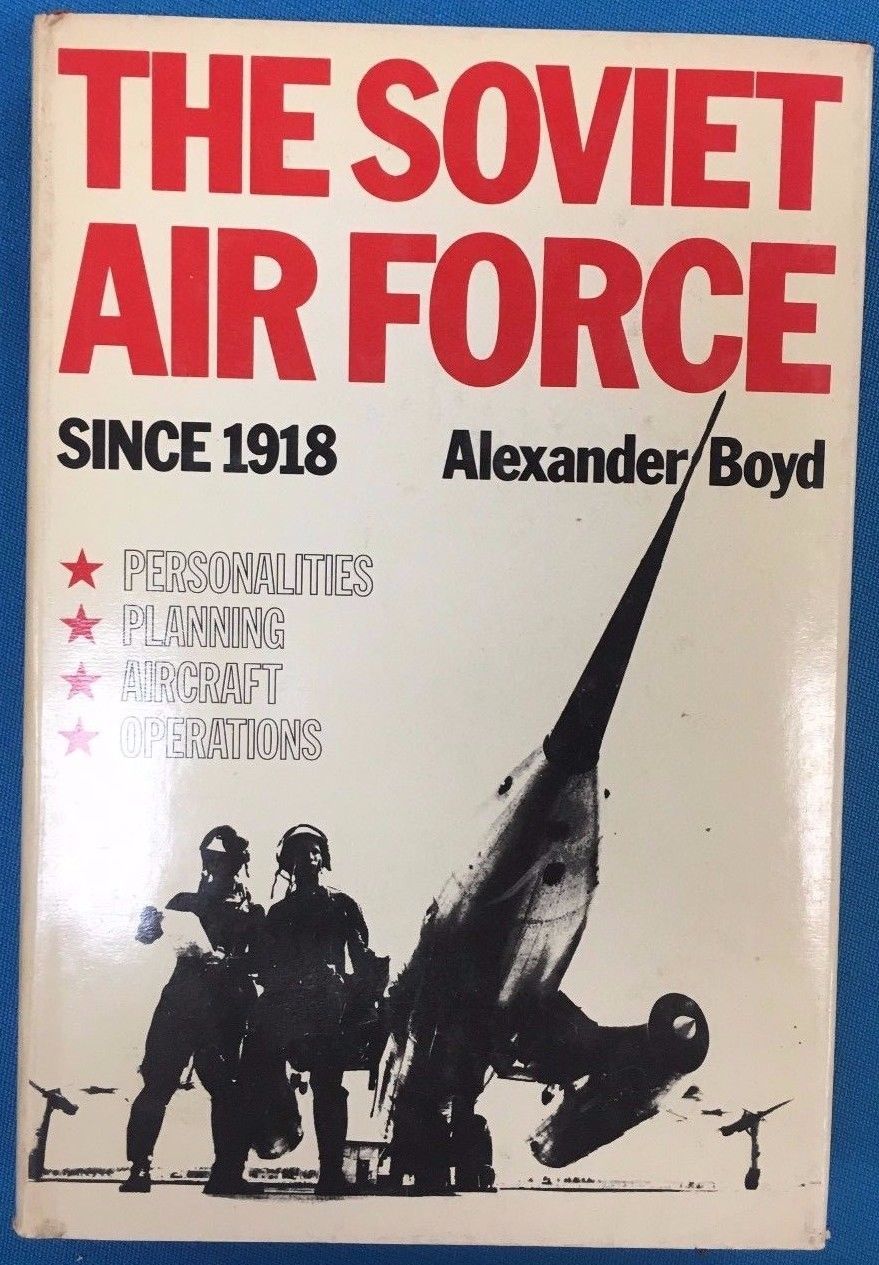 THE SOVIET
AIR FORCE
SINCE 1918 Alexander Boyd
PERSONALITIES
PLANNING
AIRCRAFT
OPERATIONS